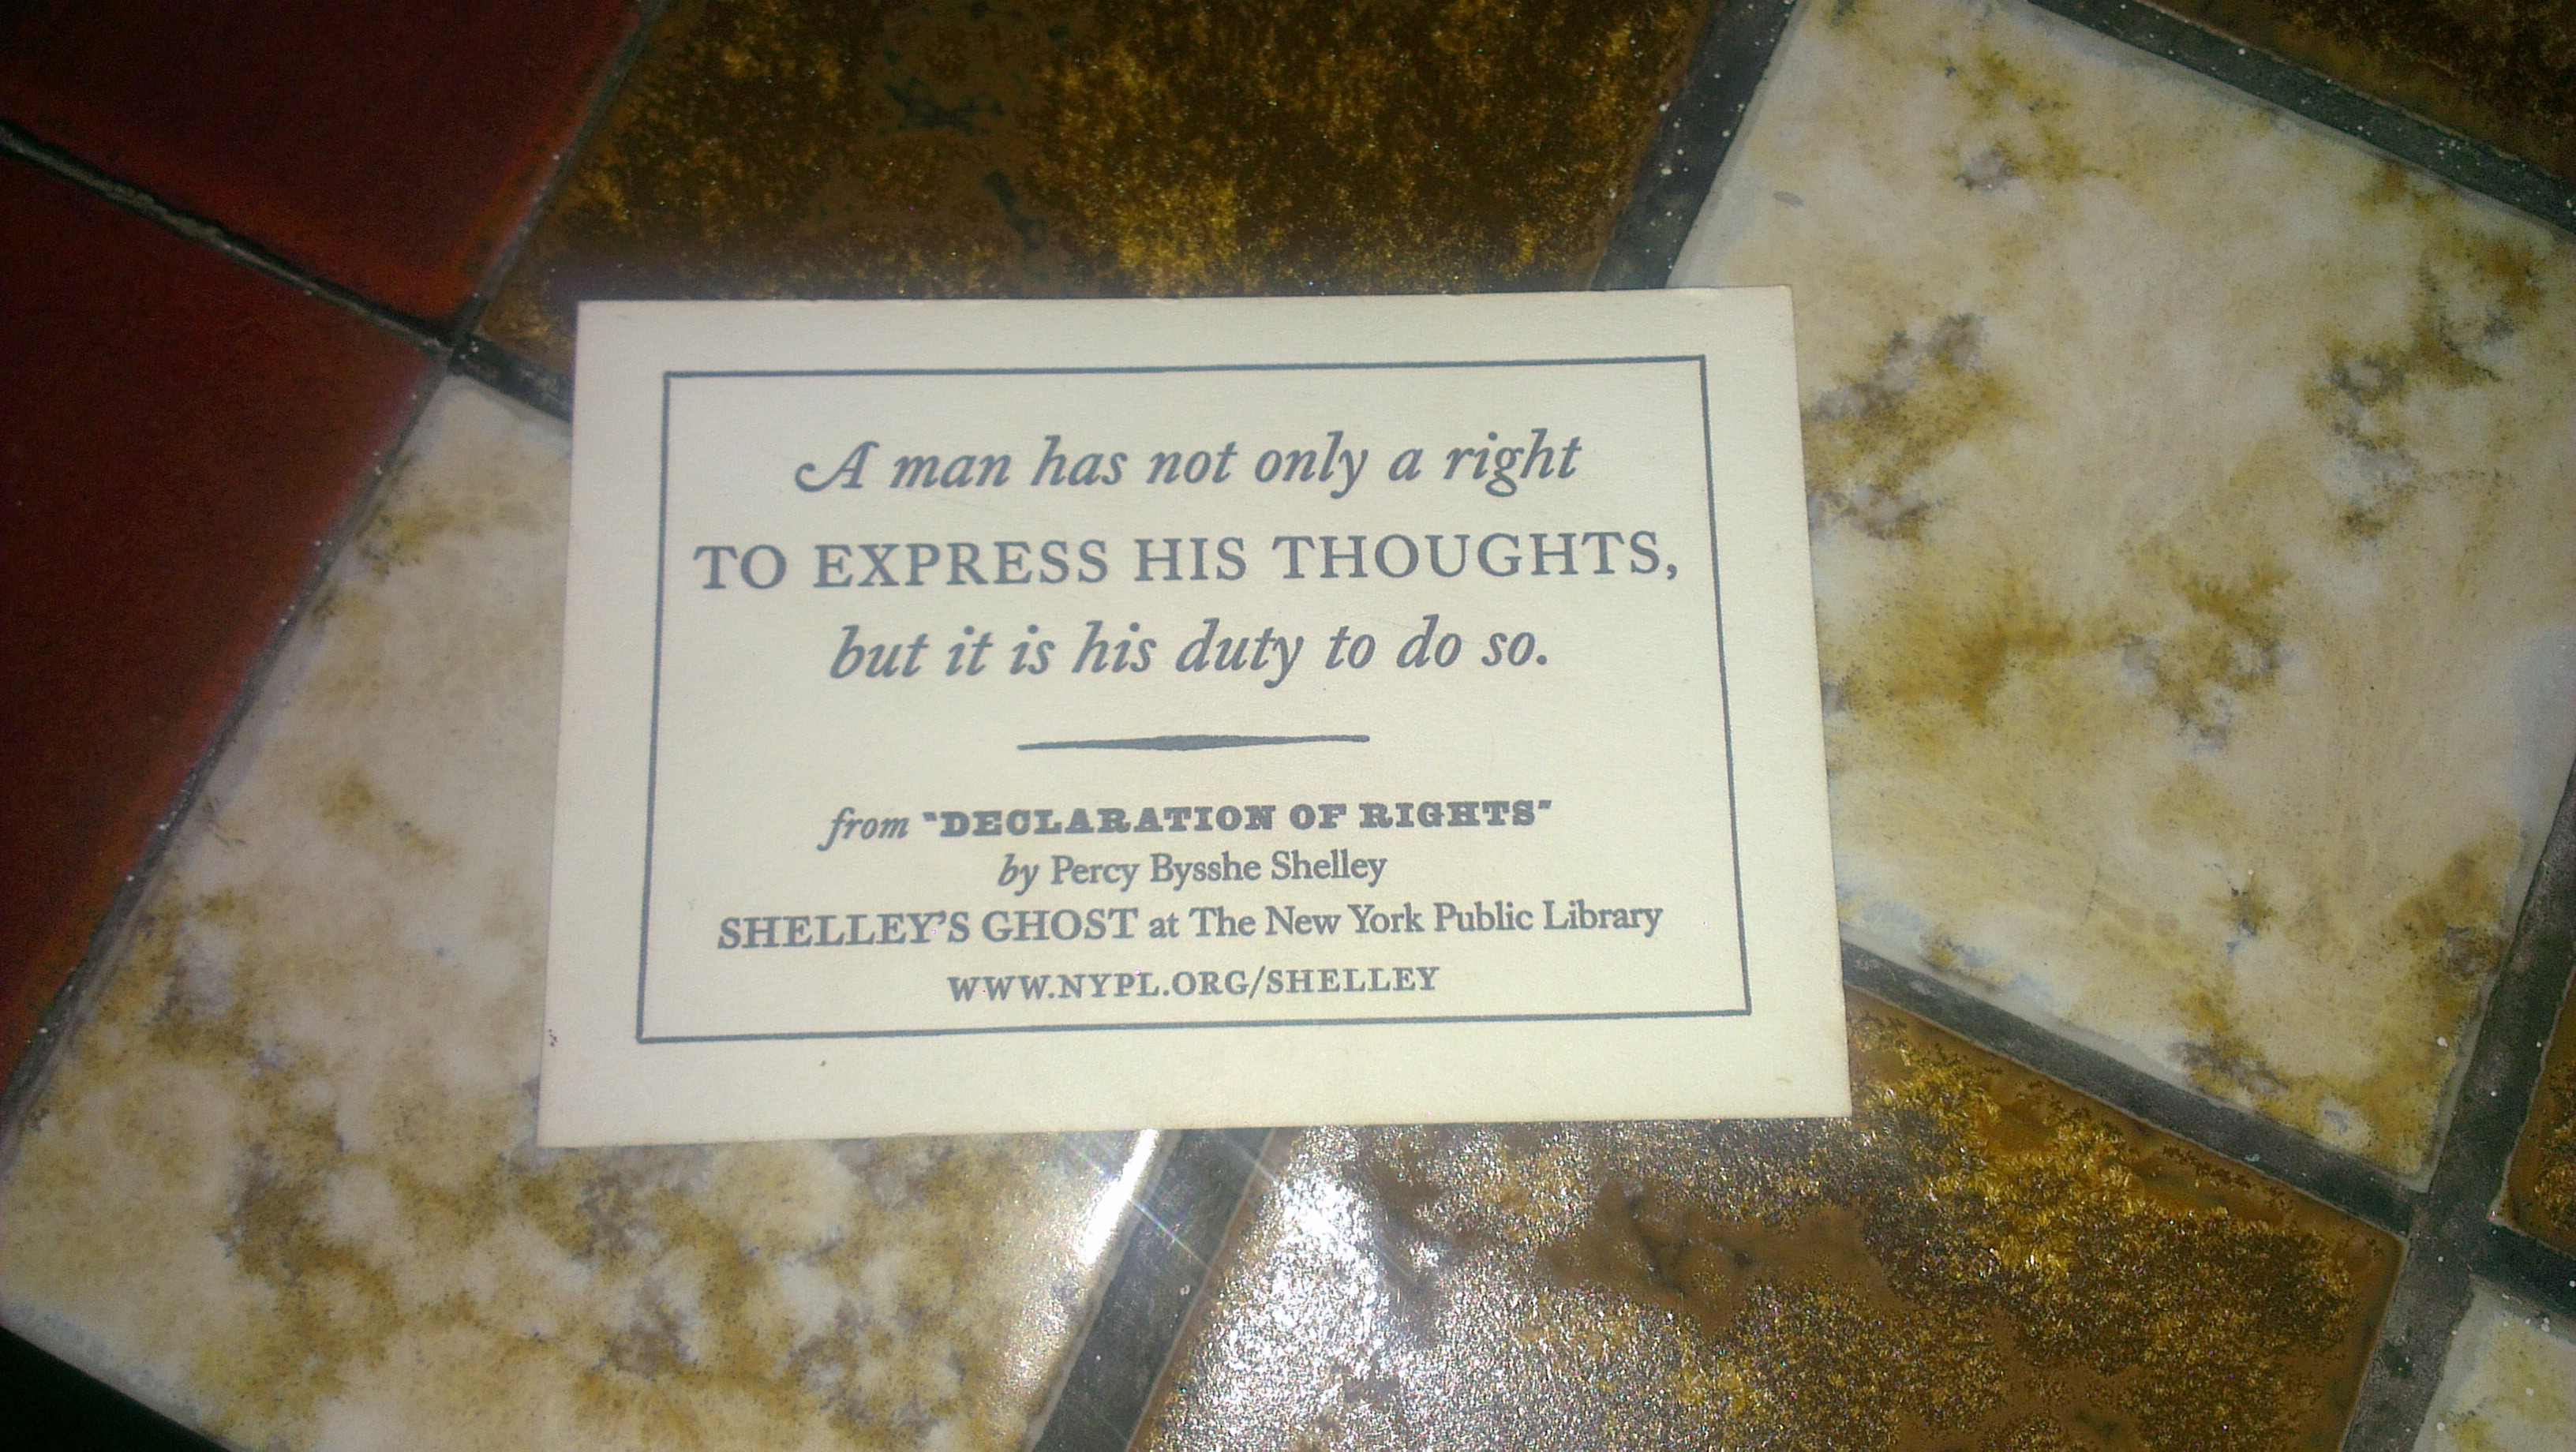 A man has not only a right
TO EXPRESS HIS THOUGHTS,
but it is his duty to do so.
from "DECLARATION OF RIGHTS"
by Percy Bysshe Shelley
SHELLEY'S GHOST at The New York Public Library
WWW.NYPL.ORG/SHELLEY